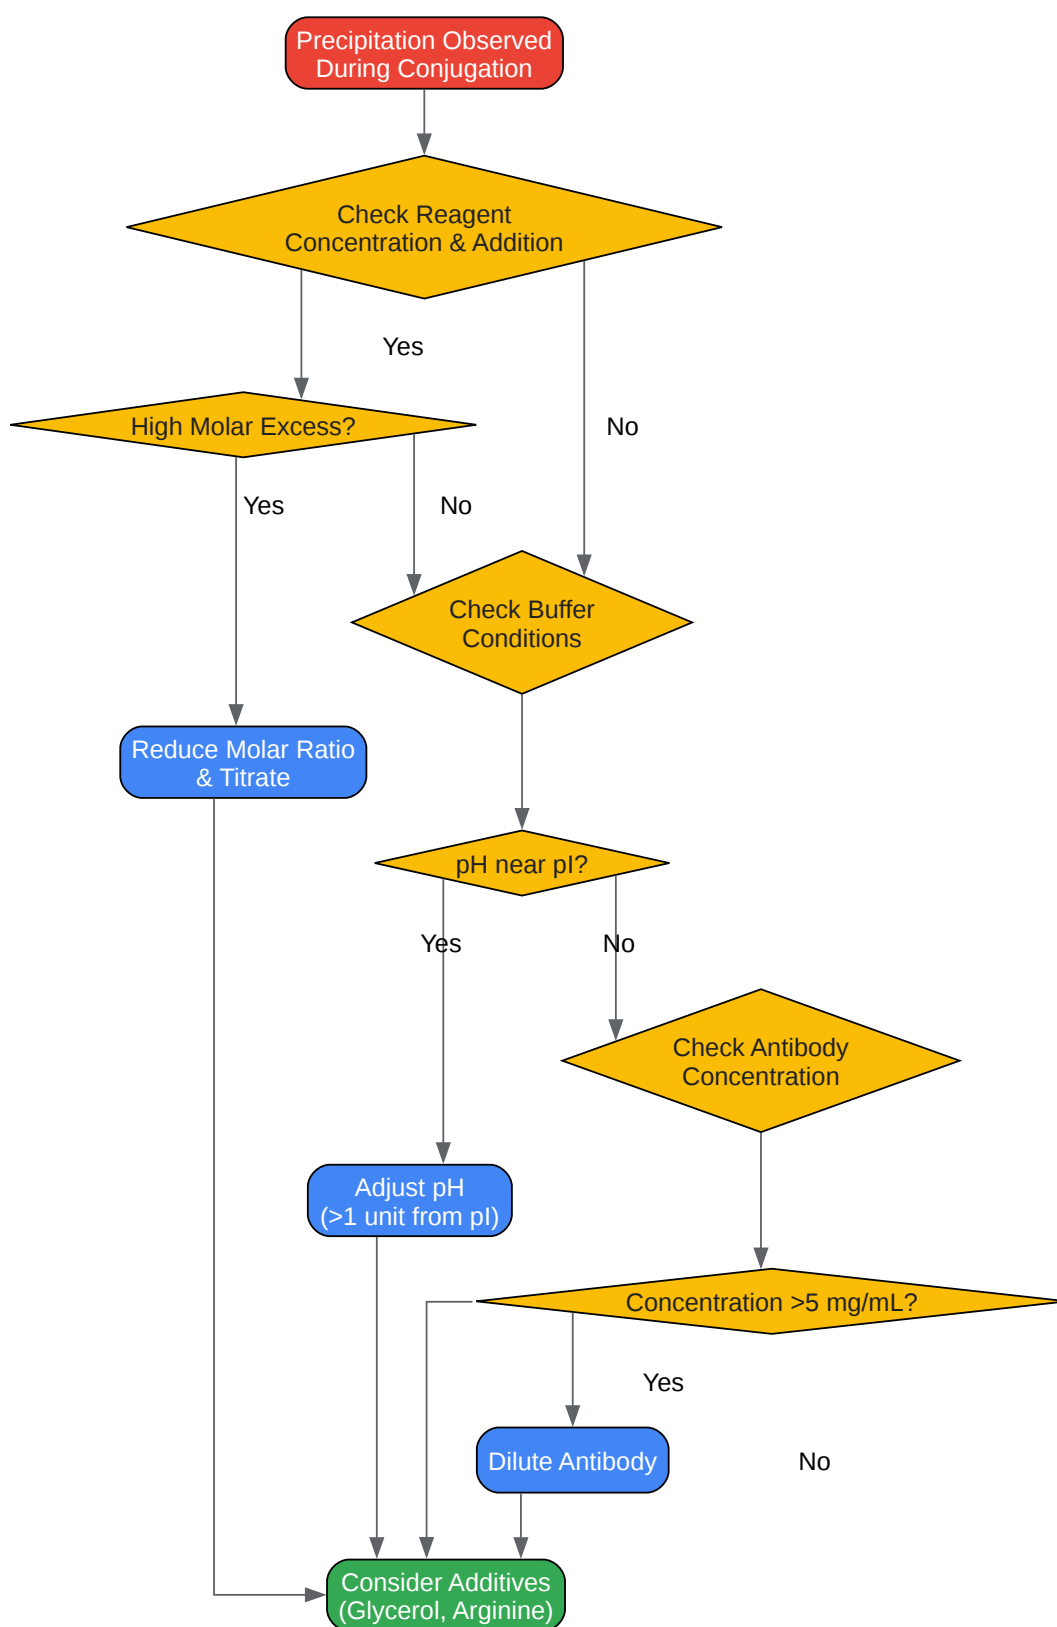 Precipitation Observed
During Conjugation
Check Reagent
Concentration & Addition
Yes
High Molar Excess?
No
Yes
No
Check Buffer
Conditions
Reduce Molar Ratio
& Titrate
pH near pI?
Yes
No
Check Antibody
Concentration
Adjust pH
(>1 unit from pI)
Concentration >5 mg/mL?
Yes
Dilute Antibody
No
Consider Additives
(Glycerol, Arginine)